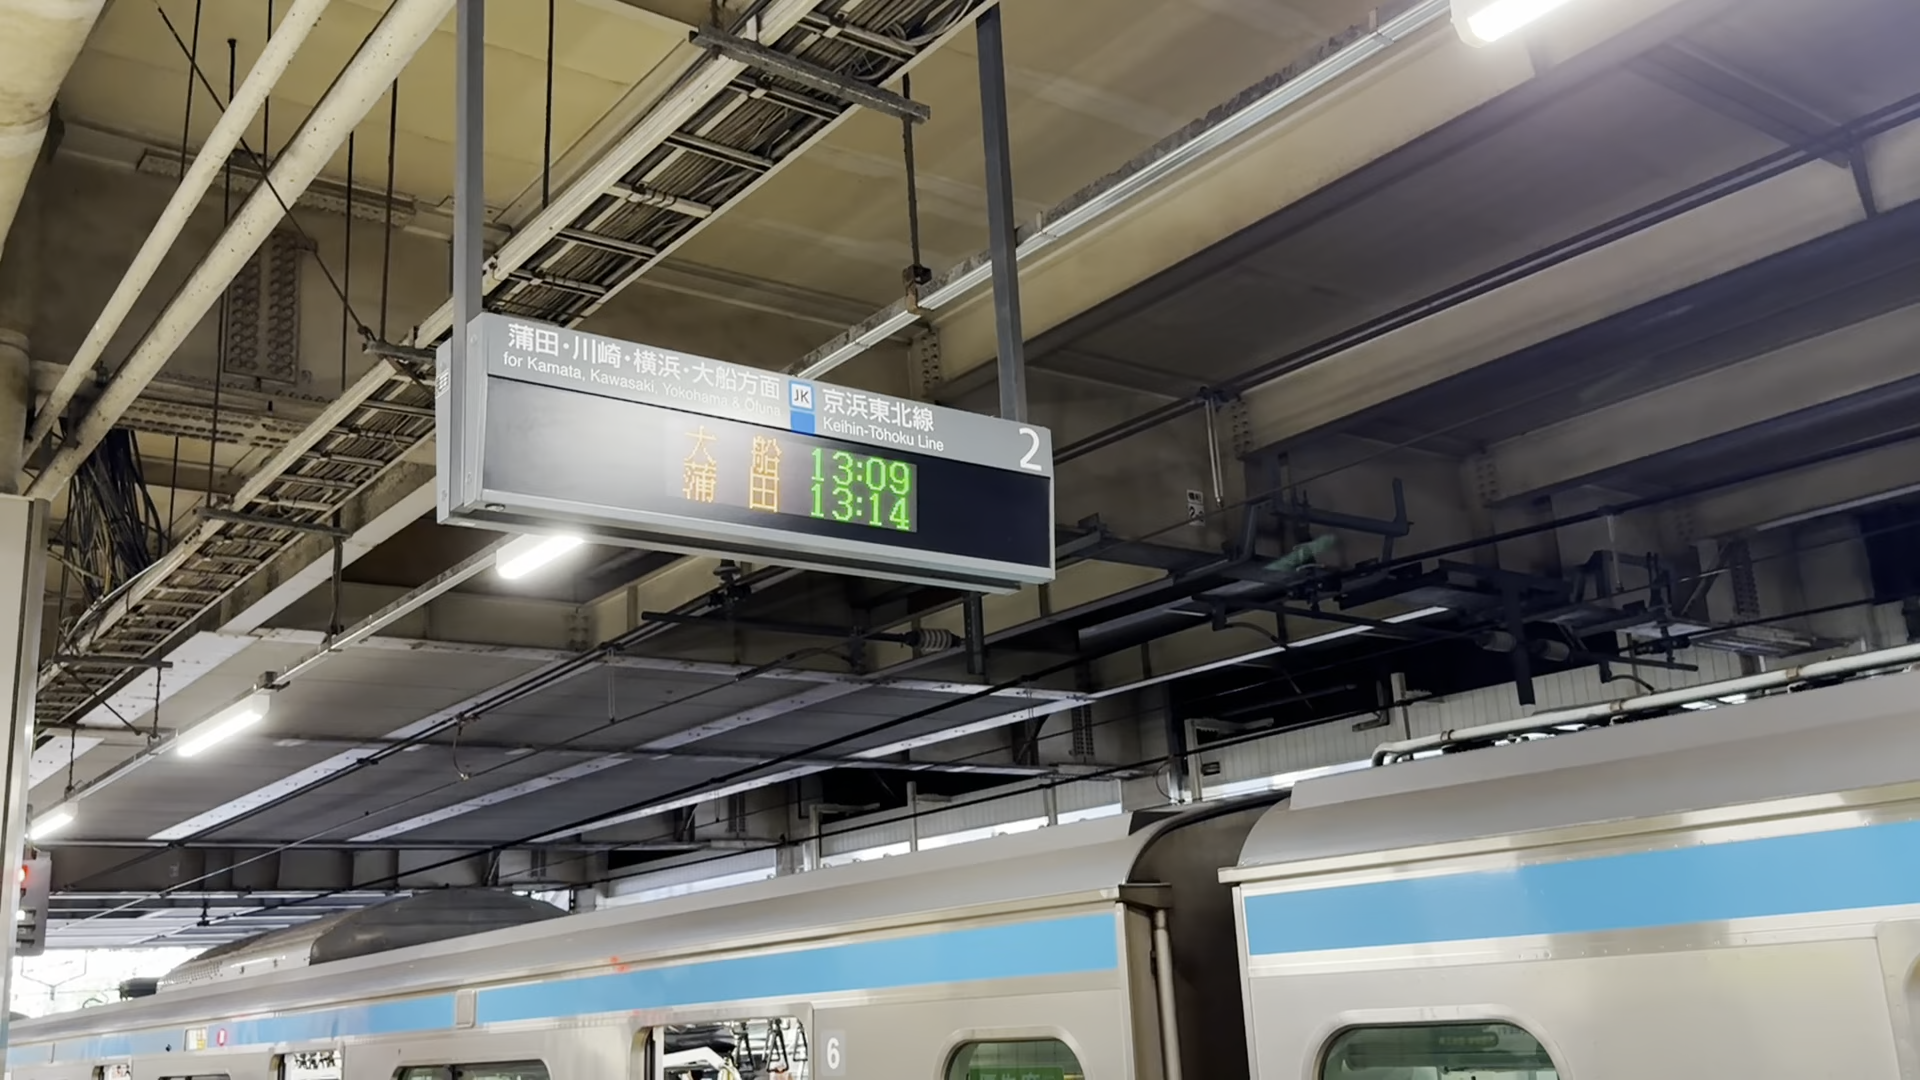 蒲田・川崎・横浜・大船方面
for Kamata, Kawasaki, Yokohama & Ōfuna
JK
京浜東北線
Keihin-Tōhoku Line
2
大船 13:09
蒲田 13:14
6